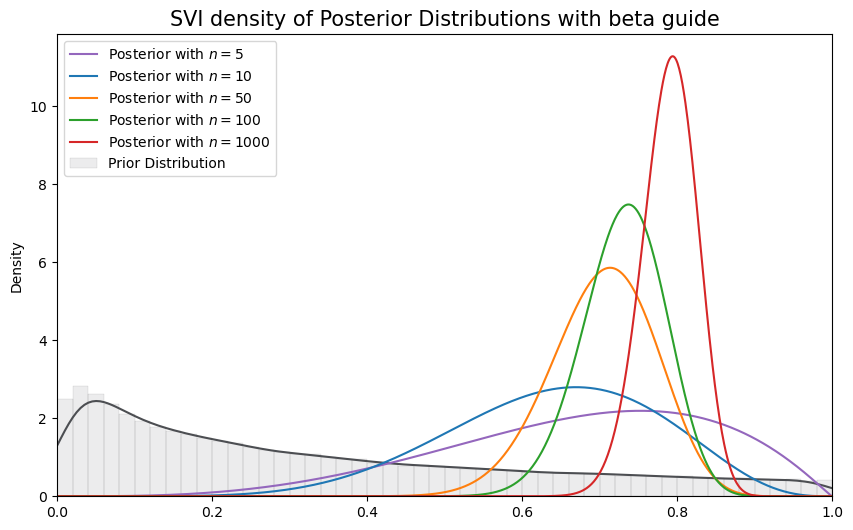 SVI density of Posterior Distributions with beta guide
Posterior with n = 5
Posterior with n = 10
Posterior with n = 50
Posterior with n = 100
Posterior with n = 1000
Prior Distribution
Density
10
8
6
4
2
0
0.0 0.2 0.4 0.6 0.8 1.0